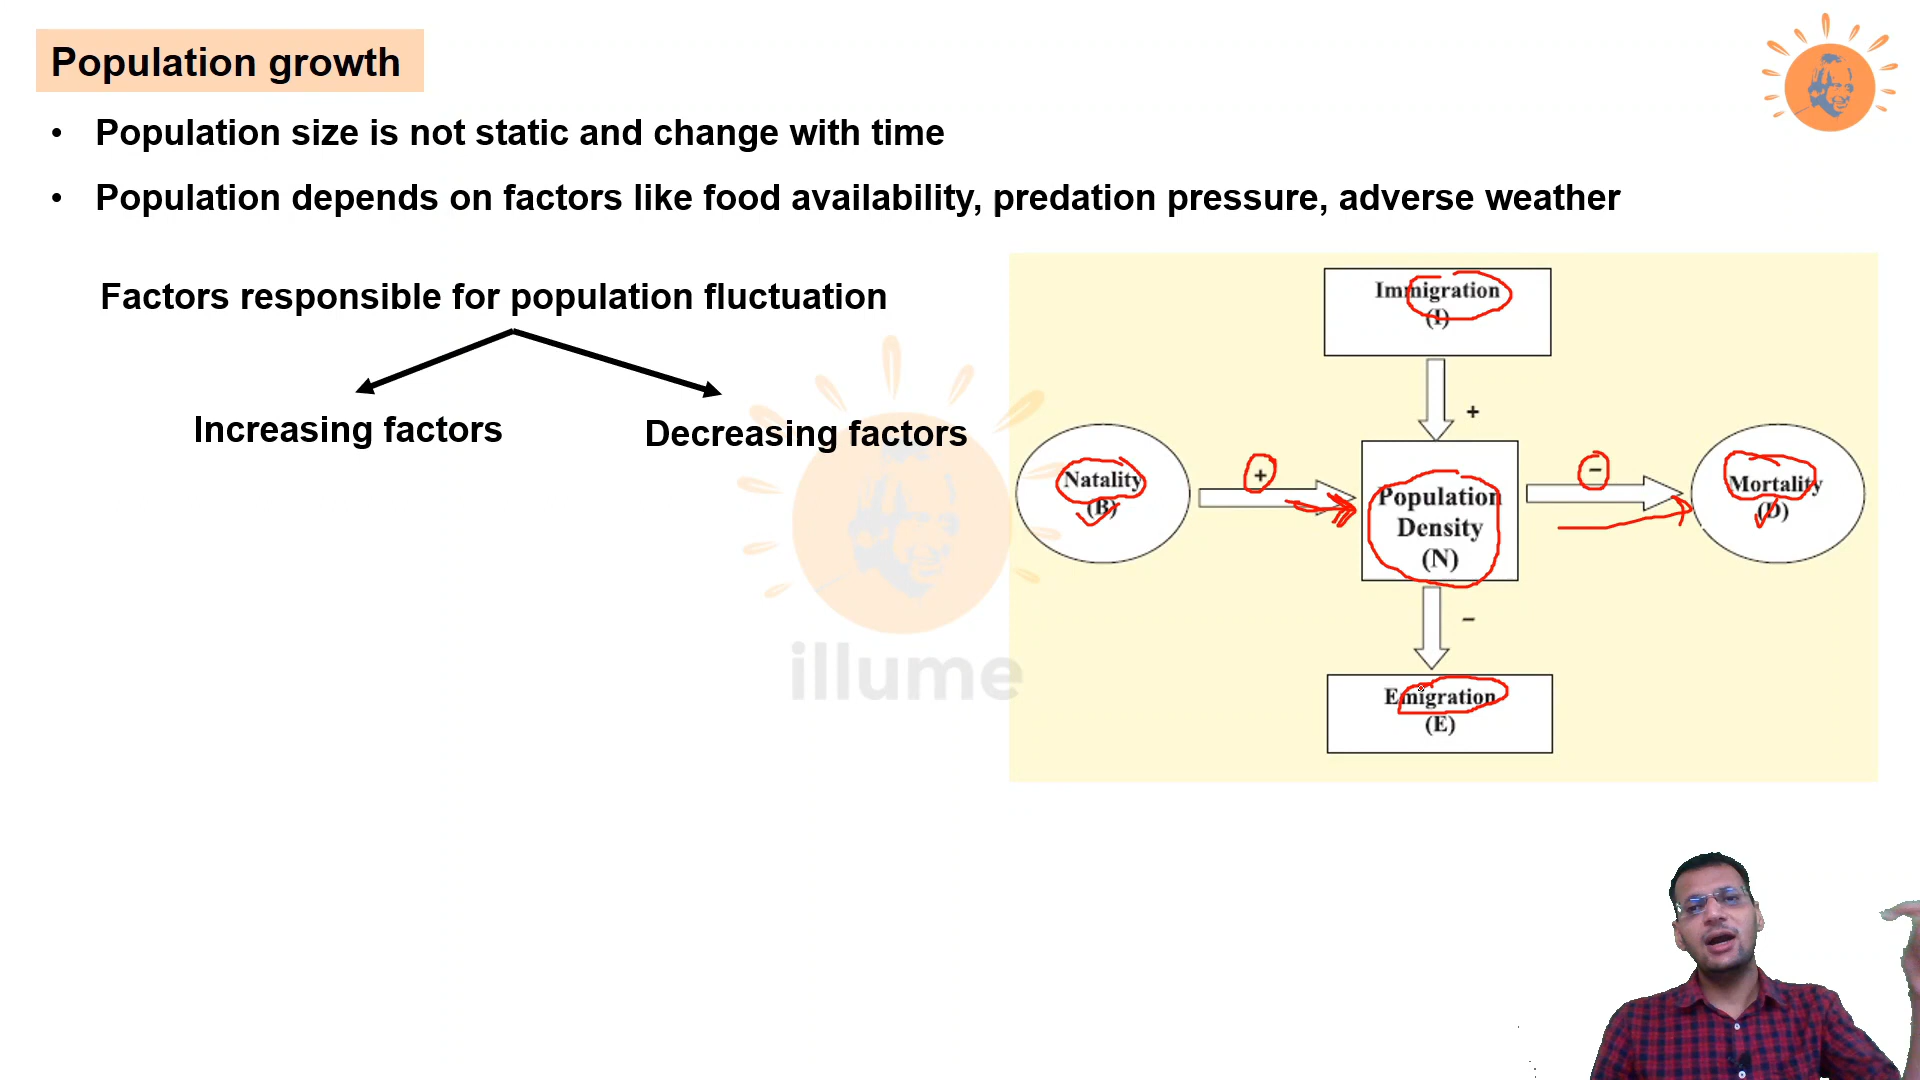 Population growth
• Population size is not static and change with time
• Population depends on factors like food availability, predation pressure, adverse weather
Factors responsible for population fluctuation
Increasing factors
Decreasing factors
Immigration
(I)
+
Natality
(B)
+
Population
Density
(N)
–
Mortality
(D)
–
Emigration
(E)
illume